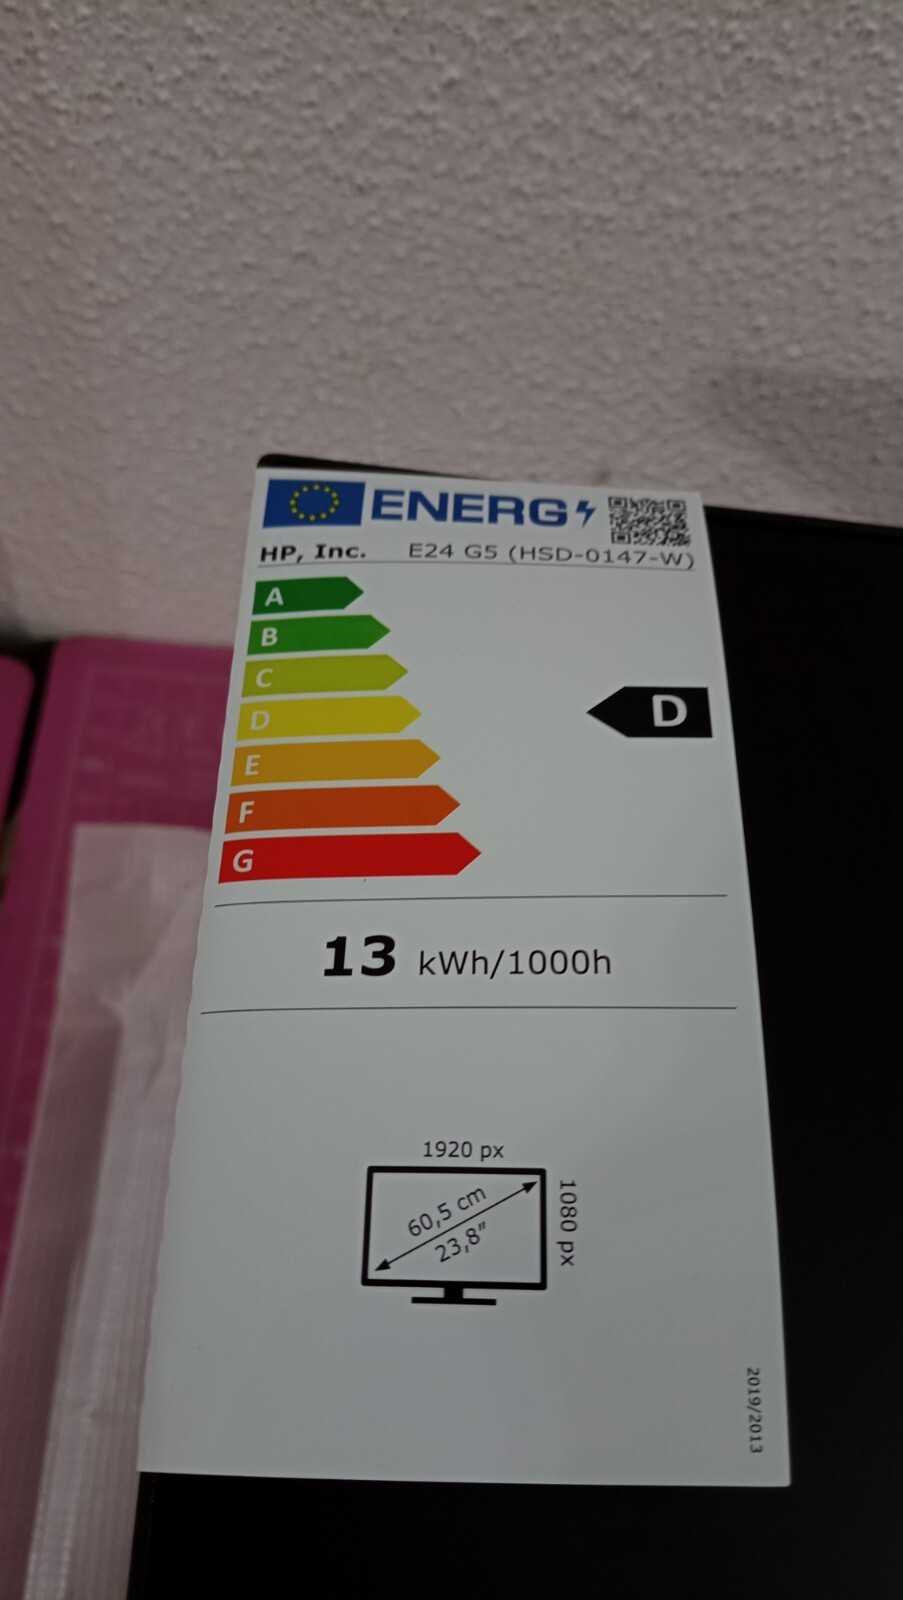 ENERG
HP, Inc. E24 G5 (HSD-0147-W)
A
B
C
D
D
E
F
G
13 kWh/1000h
1920 px
1080 px
60,5 cm
23,8"
2019/2013